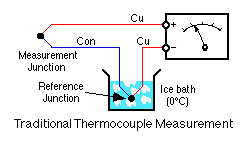 Cu
+
Con
Cu
−
Measurement
Junction
Reference
Junction
Ice bath
(0°C)
Traditional Thermocouple Measurement